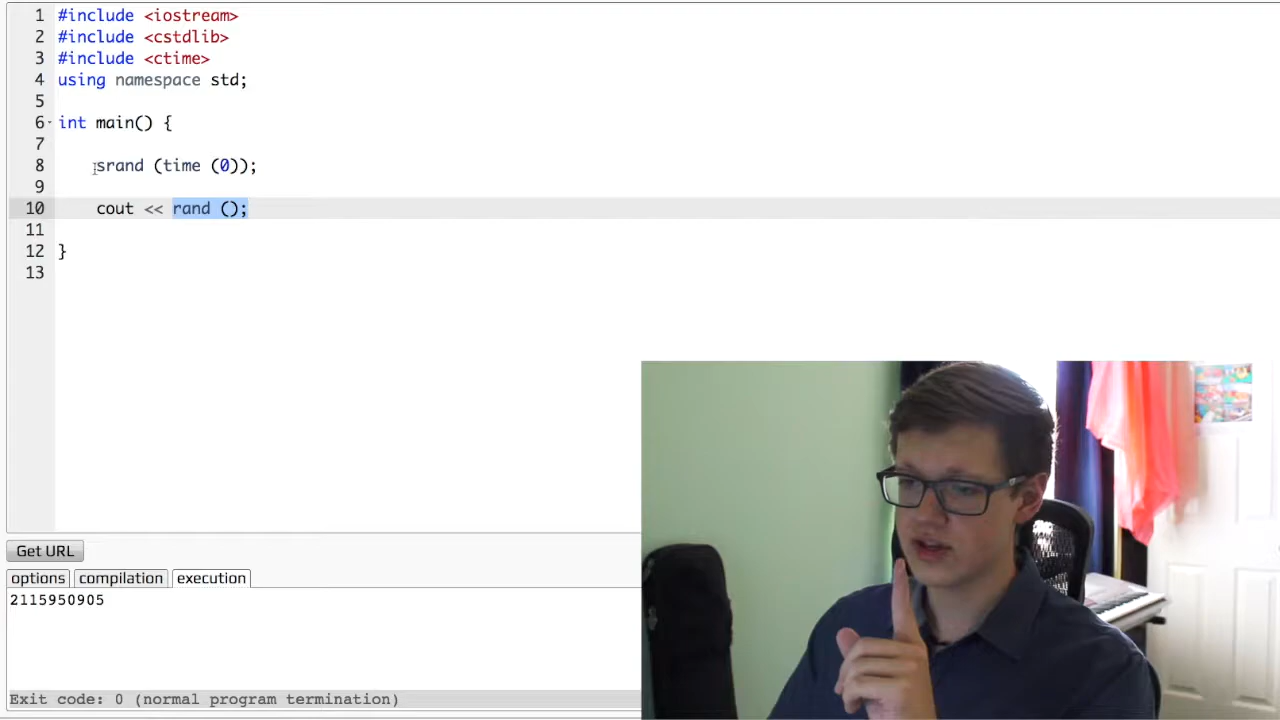 1 #include <iostream>
2 #include <cstdlib>
3 #include <ctime>
4 using namespace std;
5
6 int main() {
7
8 srand (time (0));
9
10 cout << rand ();
11
12 }
13
Get URL
options compilation execution
2115950905
Exit code: 0 (normal program termination)